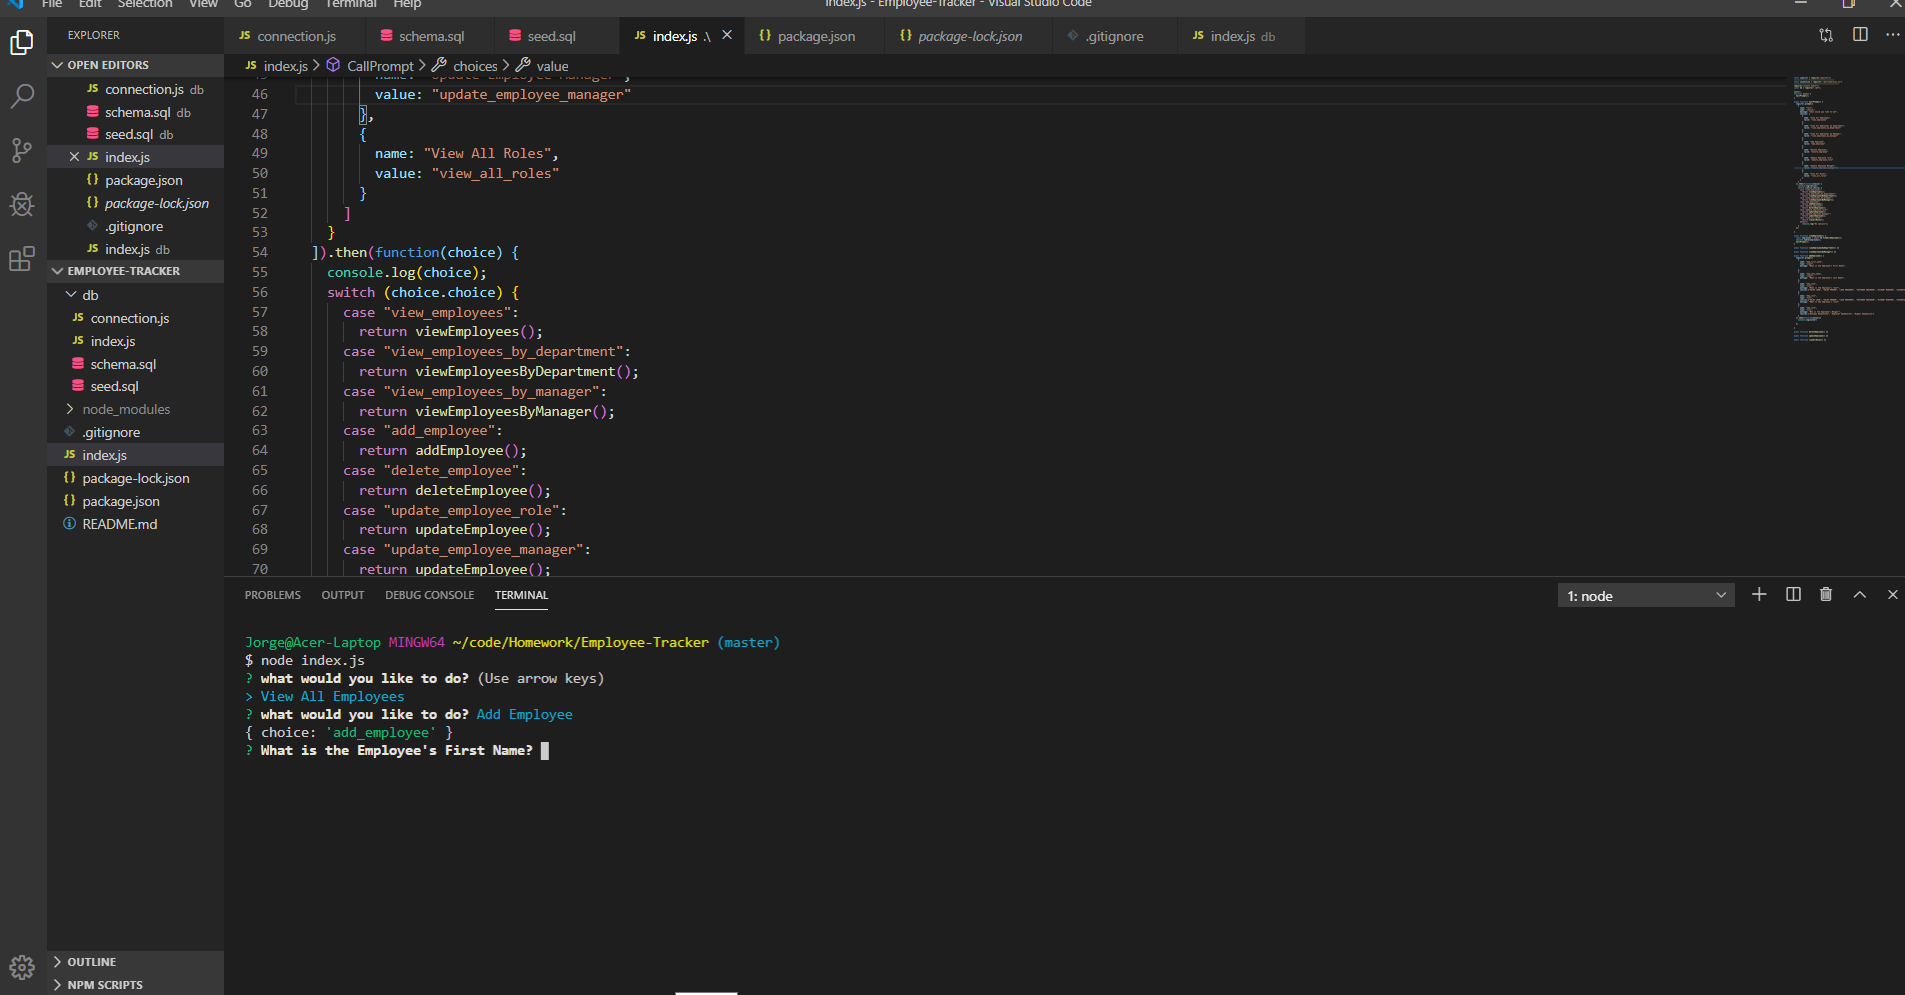 File Edit Selection View Go Debug Terminal Help
index.js - Employee-Tracker - Visual Studio Code
EXPLORER
OPEN EDITORS
connection.js db
schema.sql db
seed.sql db
index.js
package.json
package-lock.json
.gitignore
index.js db
EMPLOYEE-TRACKER
db
connection.js
index.js
schema.sql
seed.sql
node_modules
.gitignore
index.js
package-lock.json
package.json
README.md
OUTLINE
NPM SCRIPTS
connection.js schema.sql seed.sql index.js .\ package.json package-lock.json .gitignore index.js db
index.js > CallPrompt > choices > value
45 name: "Update Employee Manager",
46 value: "update_employee_manager"
47 },
48 {
49 name: "View All Roles",
50 value: "view_all_roles"
51 }
52 ]
53 }
54 ]).then(function(choice) {
55 console.log(choice);
56 switch (choice.choice) {
57 case "view_employees":
58 return viewEmployees();
59 case "view_employees_by_department":
60 return viewEmployeesByDepartment();
61 case "view_employees_by_manager":
62 return viewEmployeesByManager();
63 case "add_employee":
64 return addEmployee();
65 case "delete_employee":
66 return deleteEmployee();
67 case "update_employee_role":
68 return updateEmployee();
69 case "update_employee_manager":
70 return updateEmployee();
PROBLEMS OUTPUT DEBUG CONSOLE TERMINAL
1: node
Jorge@Acer-Laptop MINGW64 ~/code/Homework/Employee-Tracker (master)
$ node index.js
? what would you like to do? (Use arrow keys)
> View All Employees
? what would you like to do? Add Employee
{ choice: 'add_employee' }
? What is the Employee's First Name?